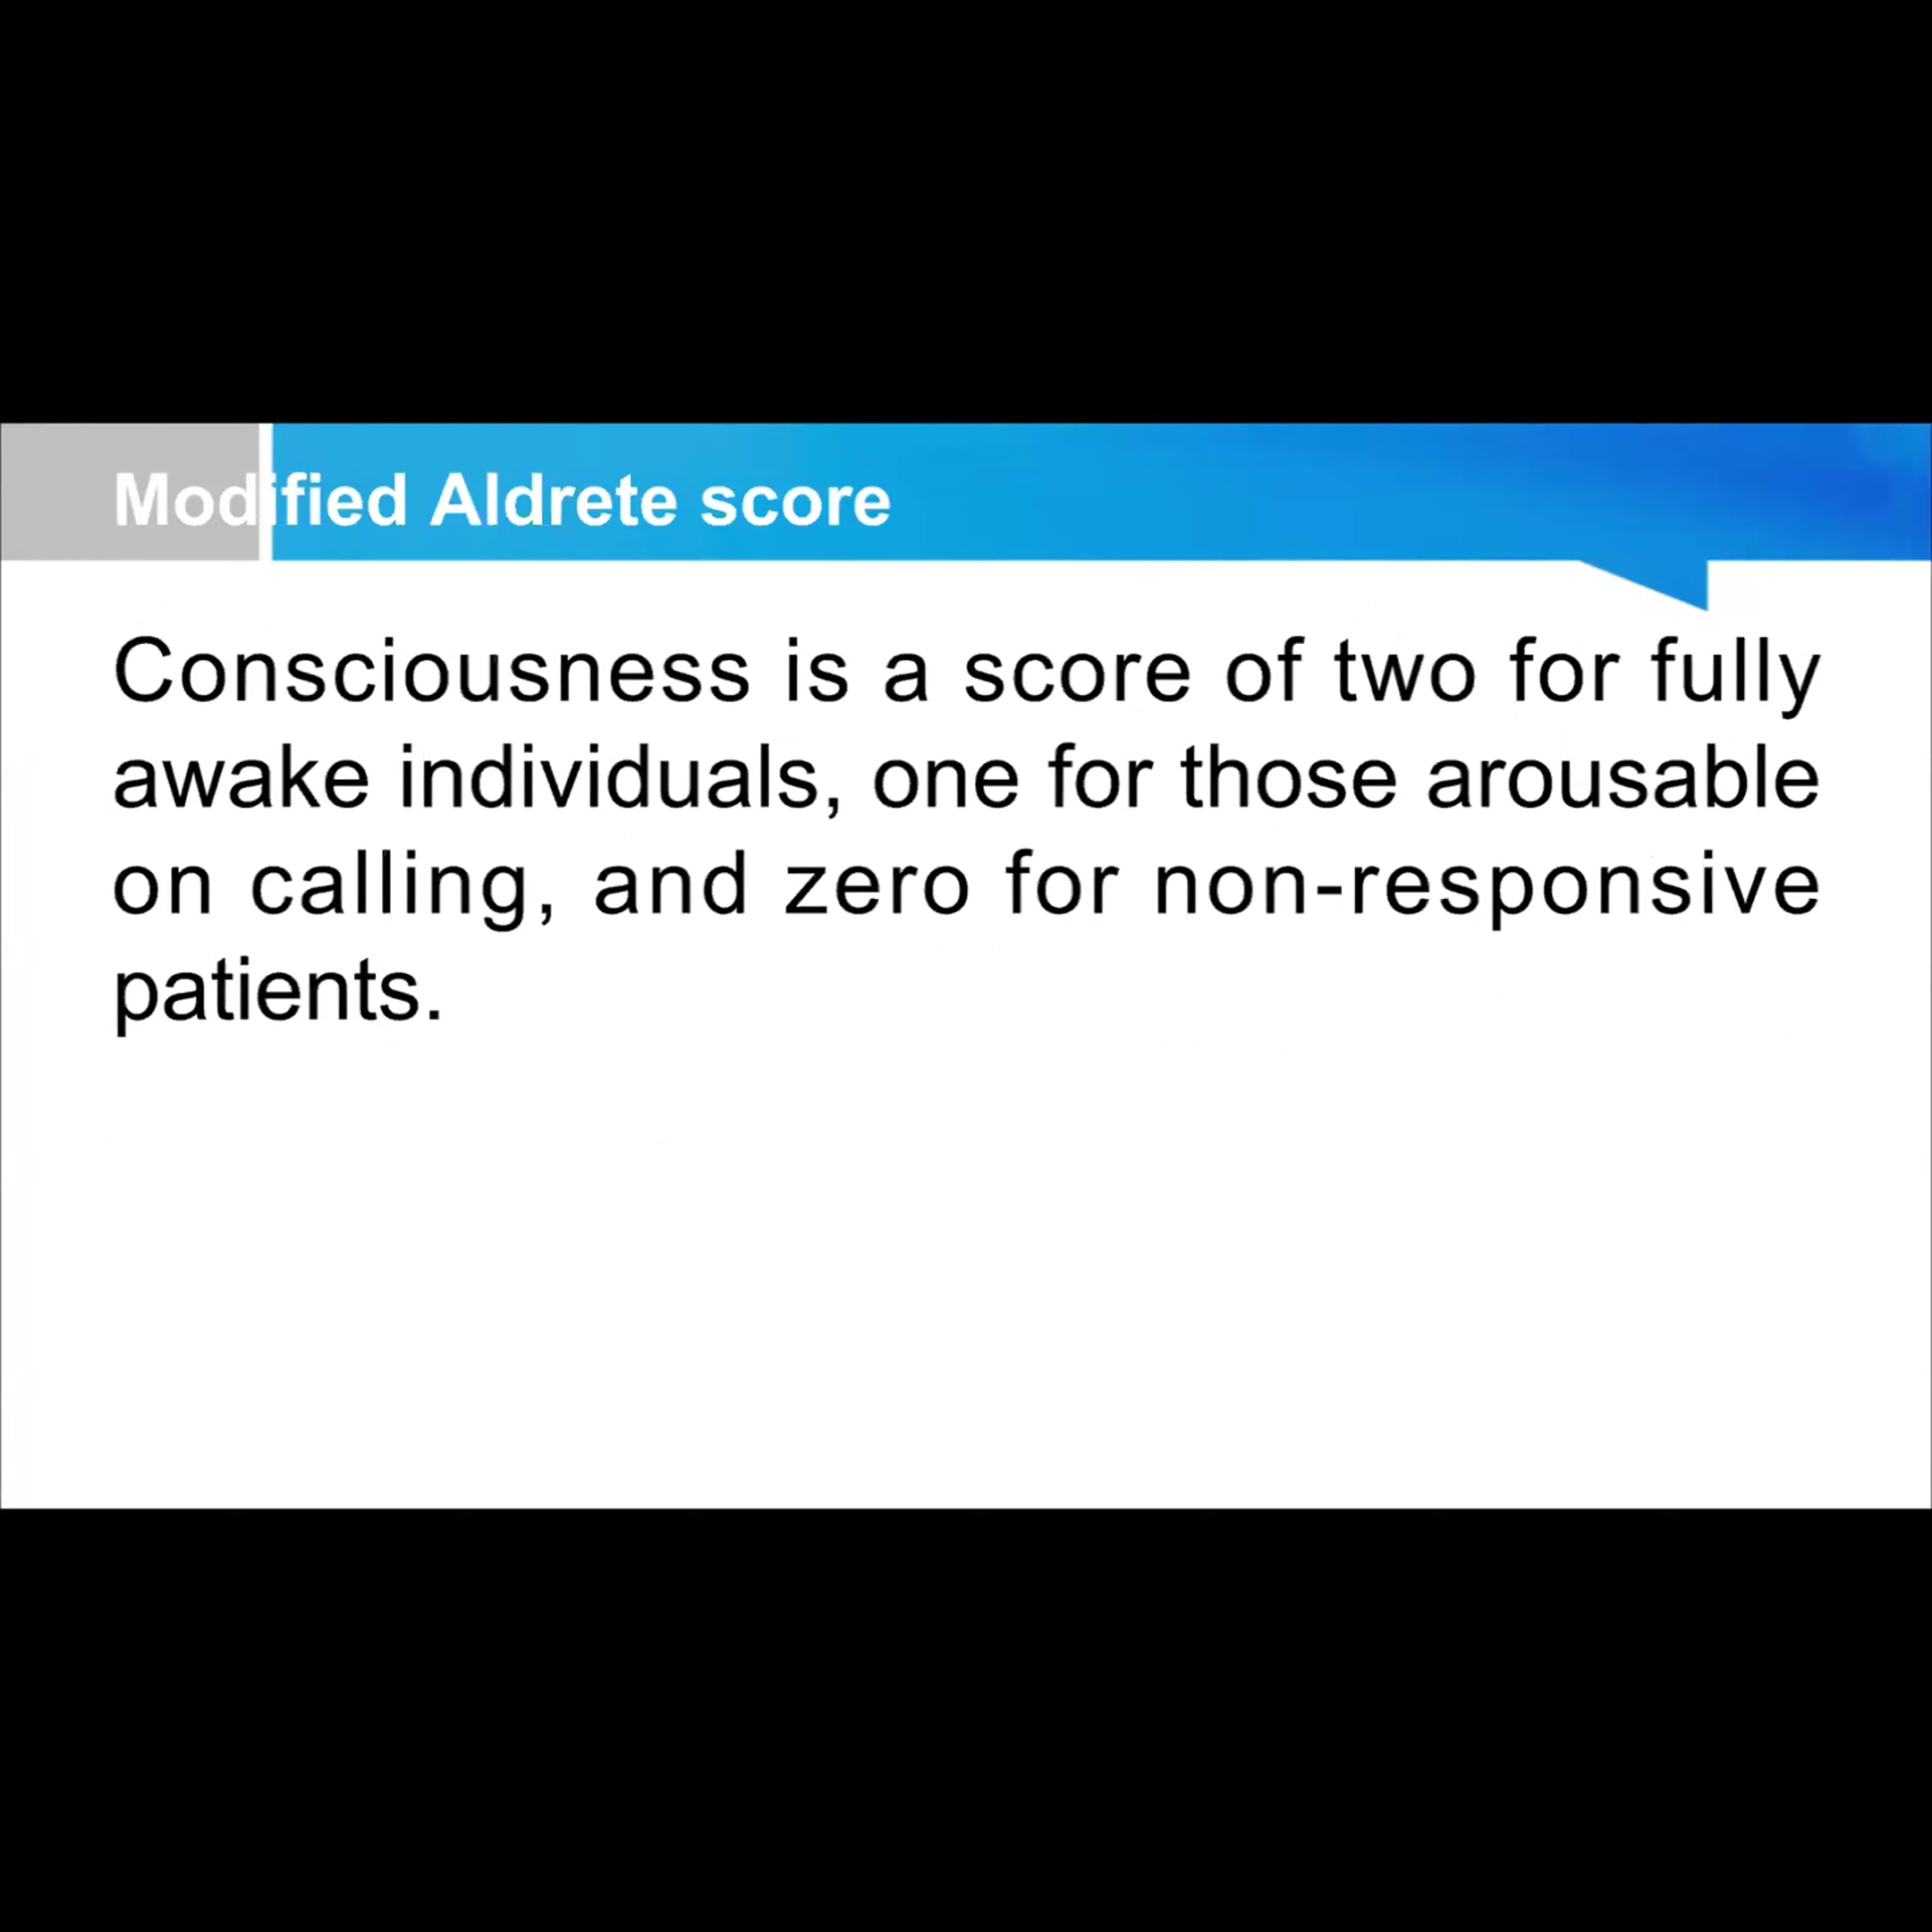 Modified Aldrete score
Consciousness is a score of two for fully
awake individuals, one for those arousable
on calling, and zero for non-responsive
patients.